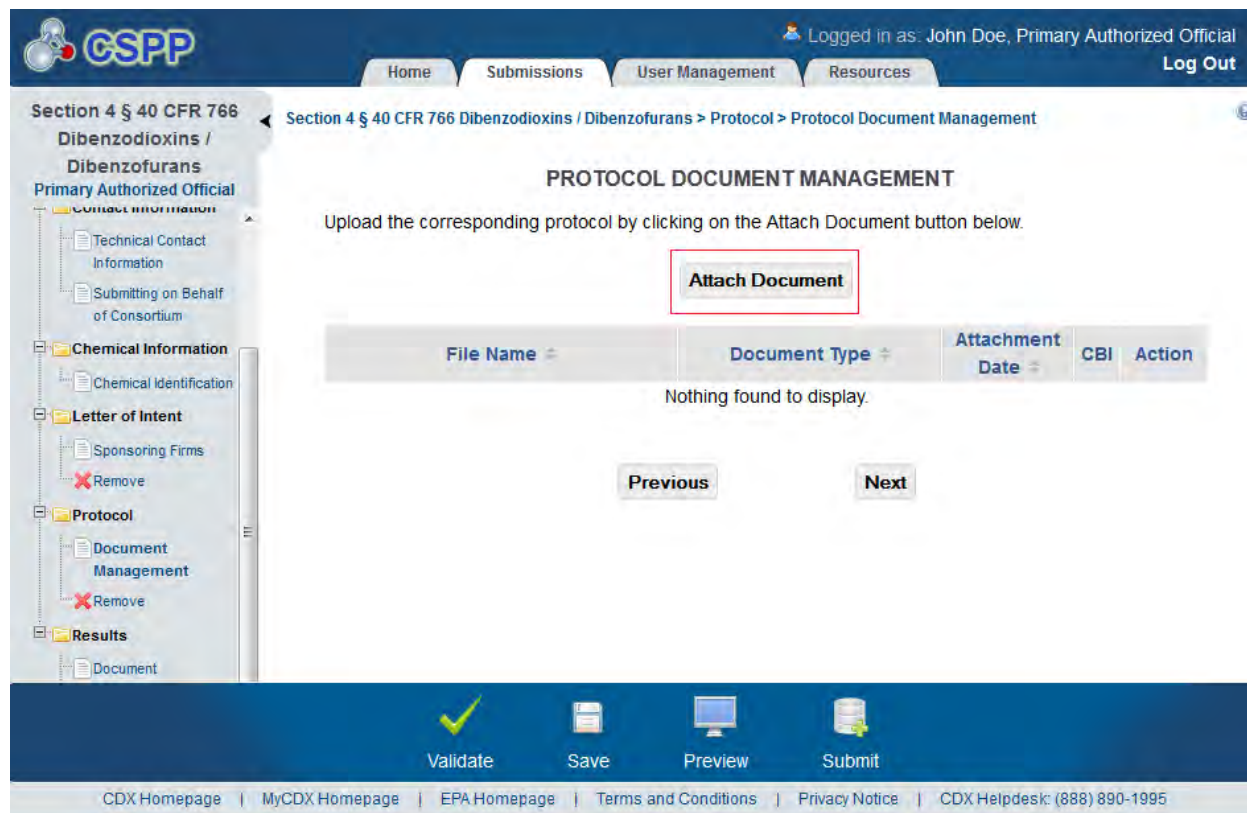 CSPP
Logged in as: John Doe, Primary Authorized Official
Log Out
Home Submissions User Management Resources
Section 4 § 40 CFR 766
Dibenzodioxins /
Dibenzofurans
Primary Authorized Official
Contact Information
Technical Contact
Information
Submitting on Behalf
of Consortium
Chemical Information
Chemical Identification
Letter of Intent
Sponsoring Firms
Remove
Protocol
Document
Management
Remove
Results
Document
Section 4 § 40 CFR 766 Dibenzodioxins / Dibenzofurans > Protocol > Protocol Document Management
PROTOCOL DOCUMENT MANAGEMENT
Upload the corresponding protocol by clicking on the Attach Document button below.
Attach Document
File Name Document Type Attachment Date CBI Action
Nothing found to display.
Previous Next
Validate Save Preview Submit
CDX Homepage | MyCDX Homepage | EPA Homepage | Terms and Conditions | Privacy Notice | CDX Helpdesk: (888) 890-1995